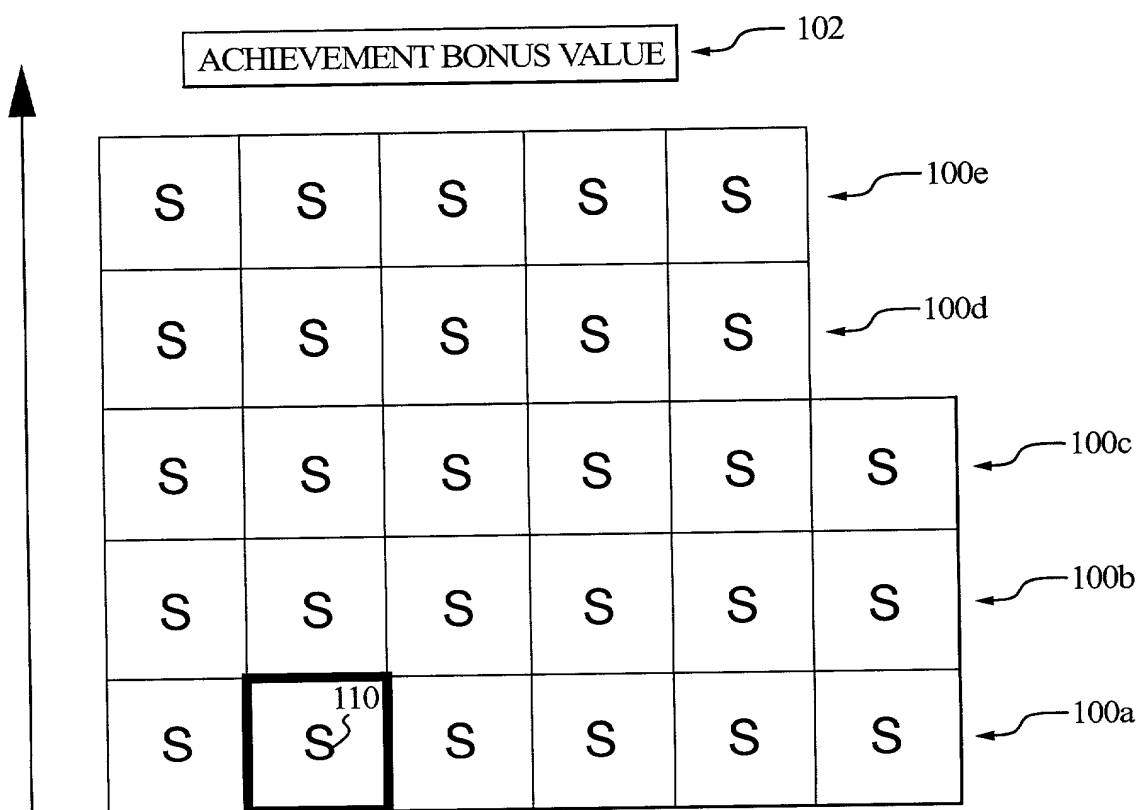 102
ACHIEVEMENT BONUS VALUE
S S S S S 100e
S S S S S 100d
S S S S S S 100c
S S S S S S 100b
110
S S S S S S 100a